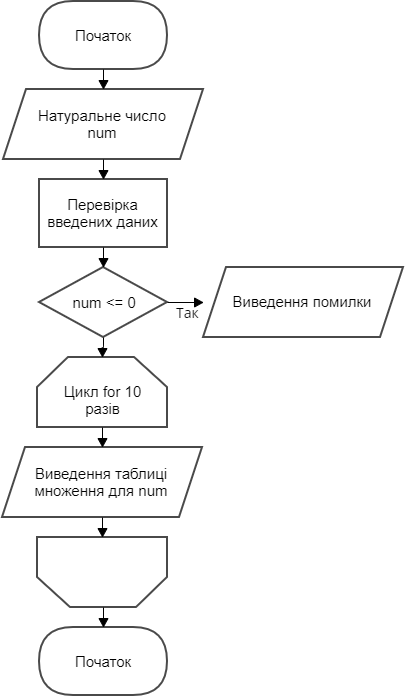 Початок
Натуральне число
num
Перевірка
введених даних
num <= 0
Так
Виведення помилки
Цикл for 10
разів
Виведення таблиці
множення для num
Початок